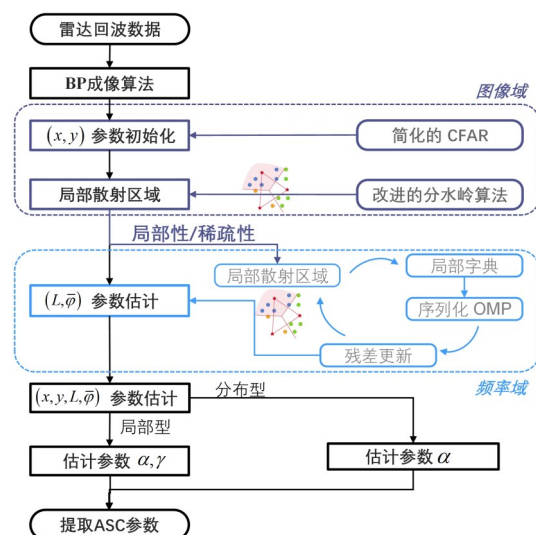 雷达回波数据
BP成像算法
图像域
(x, y) 参数初始化
简化的 CFAR
局部散射区域
改进的分水岭算法
局部性/稀疏性
局部散射区域
局部字典
(L, φ̄) 参数估计
序列化 OMP
残差更新
频率域
(x, y, L, φ̄) 参数估计
分布型
局部型
估计参数 α, γ
估计参数 α
提取ASC参数